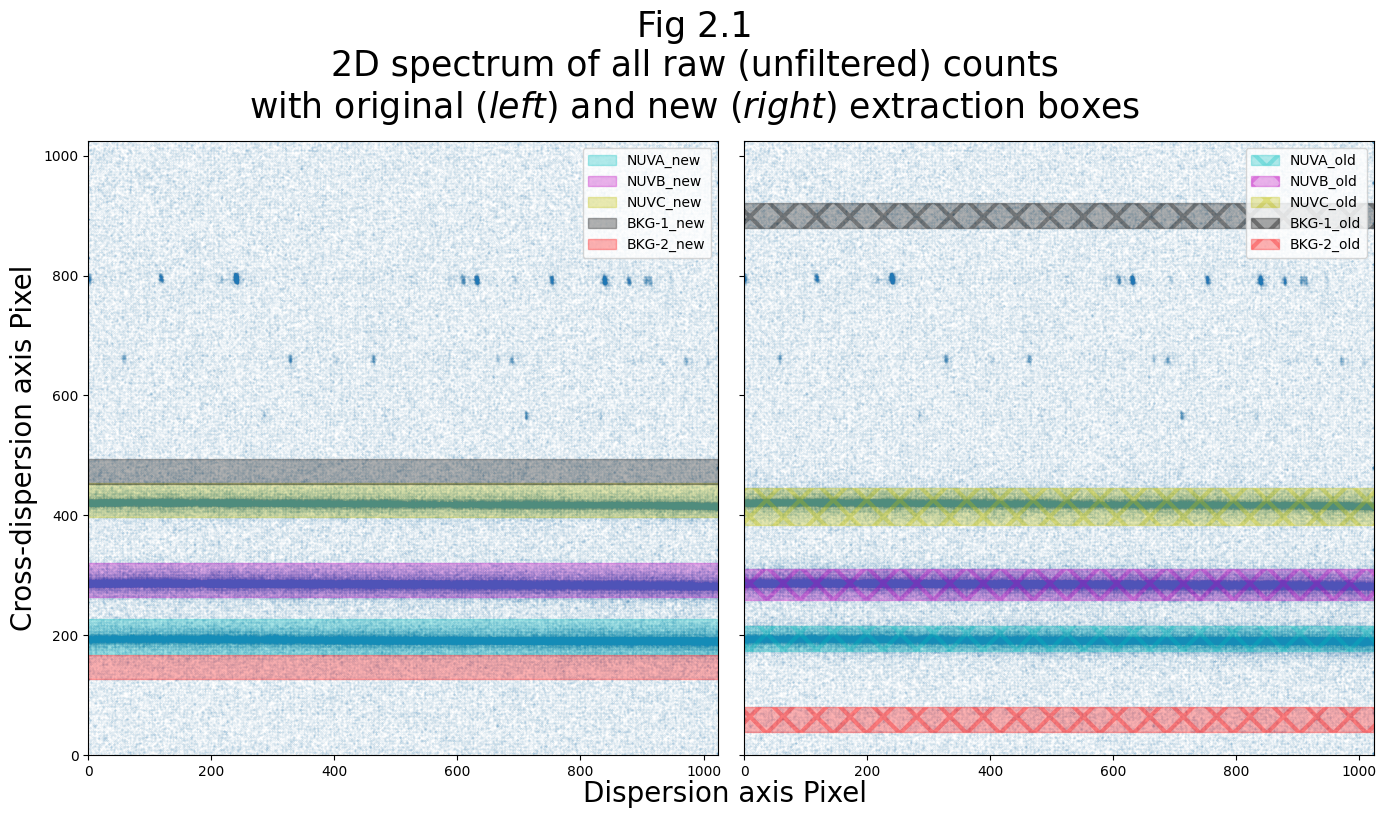 Fig 2.1
2D spectrum of all raw (unfiltered) counts
with original (left) and new (right) extraction boxes
Cross-dispersion axis Pixel
1000
800
600
400
200
0
NUVA_new
NUVB_new
NUVC_new
BKG-1_new
BKG-2_new
0 200 400 600 800 1000
NUVA_old
NUVB_old
NUVC_old
BKG-1_old
BKG-2_old
0 200 400 600 800 1000
Dispersion axis Pixel